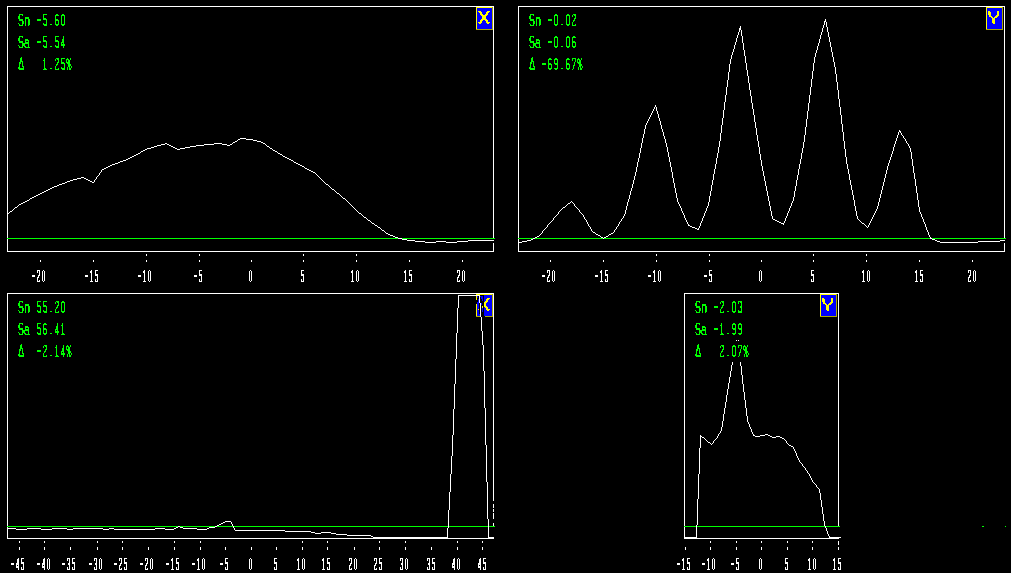 Sn -5.60
Sa -5.54
Δ 1.25%
X
-20 -15 -10 -5 0 5 10 15 20
Sn -0.02
Sa -0.06
Δ -69.67%
Y
-20 -15 -10 -5 0 5 10 15 20
Sn 55.20
Sa 56.41
Δ -2.14%
-45 -40 -35 -30 -25 -20 -15 -10 -5 0 5 10 15 20 25 30 35 40 45
Sn -2.03
Sa -1.99
Δ 2.07%
Y
-15 -10 -5 0 5 10 15